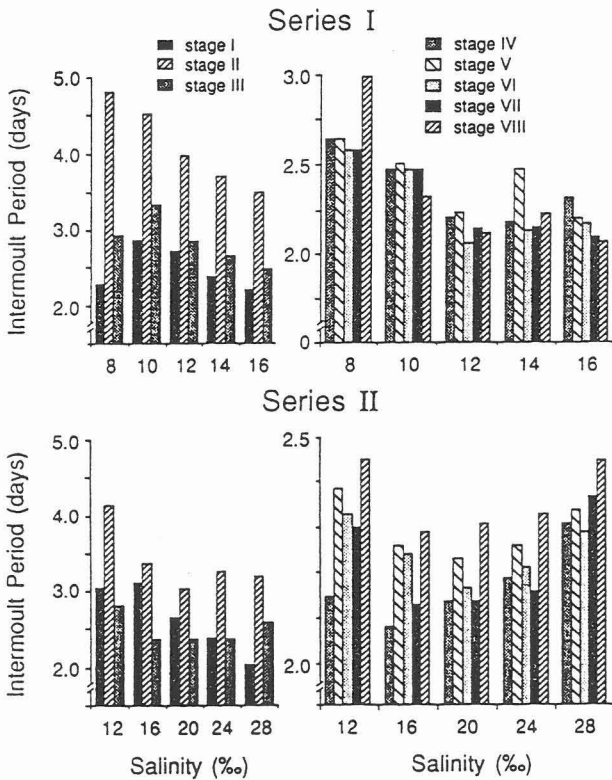 Series I
stage I
stage II
stage III
stage IV
stage V
stage VI
stage VII
stage VIII
Intermoult Period (days)
5.0
4.0
3.0
2.0
8 10 12 14 16
3.0
2.5
2.0
0
8 10 12 14 16
Series II
Intermoult Period (days)
5.0
4.0
3.0
2.0
12 16 20 24 28
Salinity (‰)
2.5
2.0
12 16 20 24 28
Salinity (‰)